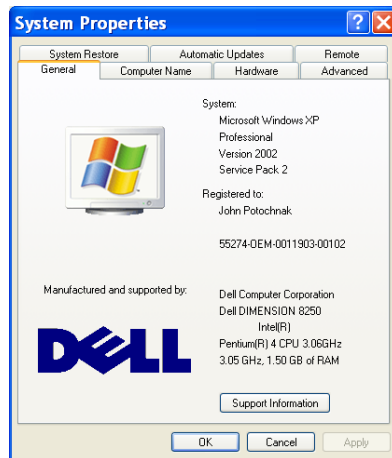 System Properties
System Restore
Automatic Updates
Remote
General
Computer Name
Hardware
Advanced
System:
Microsoft Windows XP
Professional
Version 2002
Service Pack 2
Registered to:
John Potochnak
55274-OEM-0011903-00102
Manufactured and supported by:
DELL
Dell Computer Corporation
Dell DIMENSION 8250
Intel(R)
Pentium(R) 4 CPU 3.06GHz
3.05 GHz, 1.50 GB of RAM
Support Information
OK
Cancel
Apply